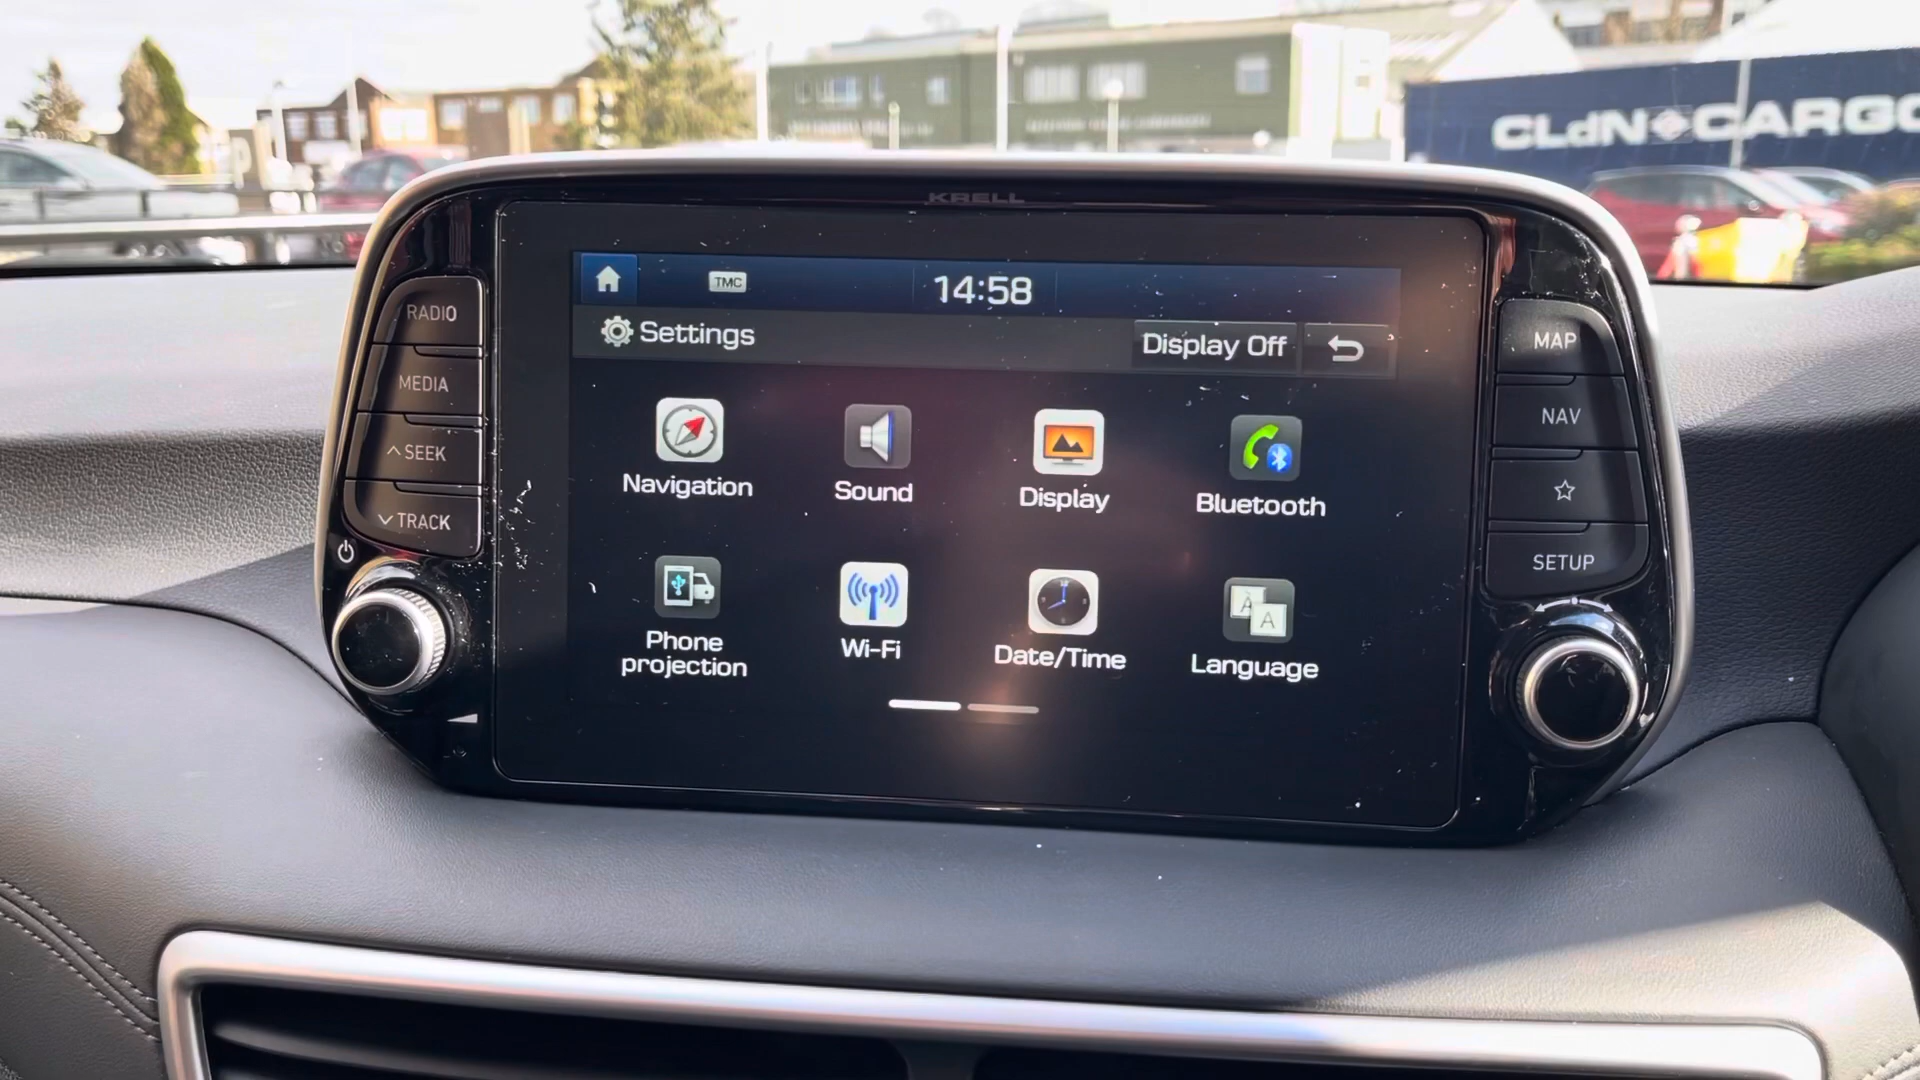 CLdN CARGO
KRELL
TMC
14:58
Settings
Display Off
RADIO
MEDIA
SEEK
TRACK
Navigation
Sound
Display
Bluetooth
Phone
projection
Wi-Fi
Date/Time
Language
MAP
NAV
SETUP